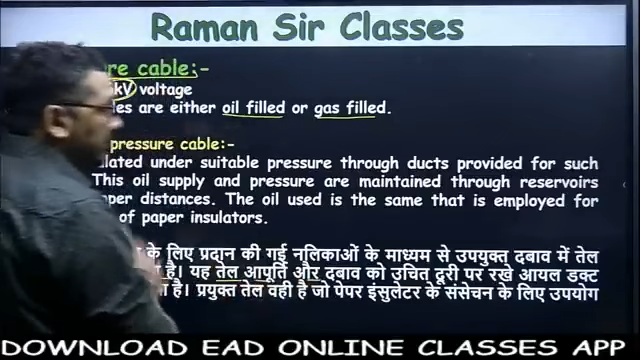 Raman Sir Classes
re cable:-
kV voltage
les are either oil filled or gas filled.
pressure cable:-
lated under suitable pressure through ducts provided for such
This oil supply and pressure are maintained through reservoirs
per distances. The oil used is the same that is employed for
of paper insulators.
के लिए प्रदान की गई नलिकाओं के माध्यम से उपयुक्त दबाव में तेल
है। यह तेल आपूर्ति और दबाव को उचित दूरी पर रखे आयल डक्ट
है। प्रयुक्त तेल वही है जो पेपर इंसुलेटर के संसेचन के लिए उपयोग
DOWNLOAD EAD ONLINE CLASSES APP